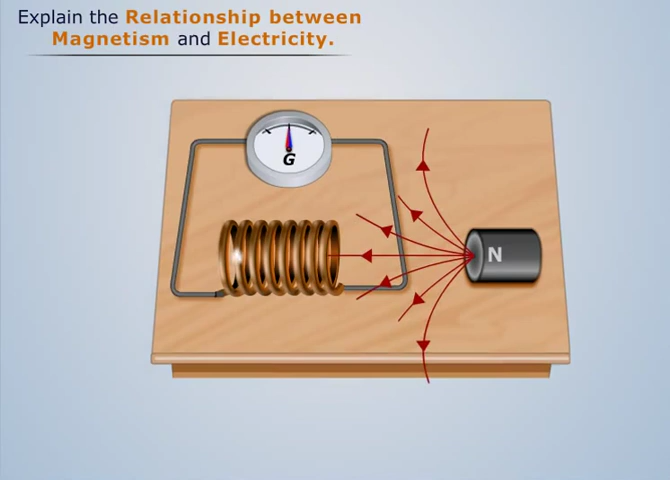 Explain the Relationship between
Magnetism and Electricity.
G
N